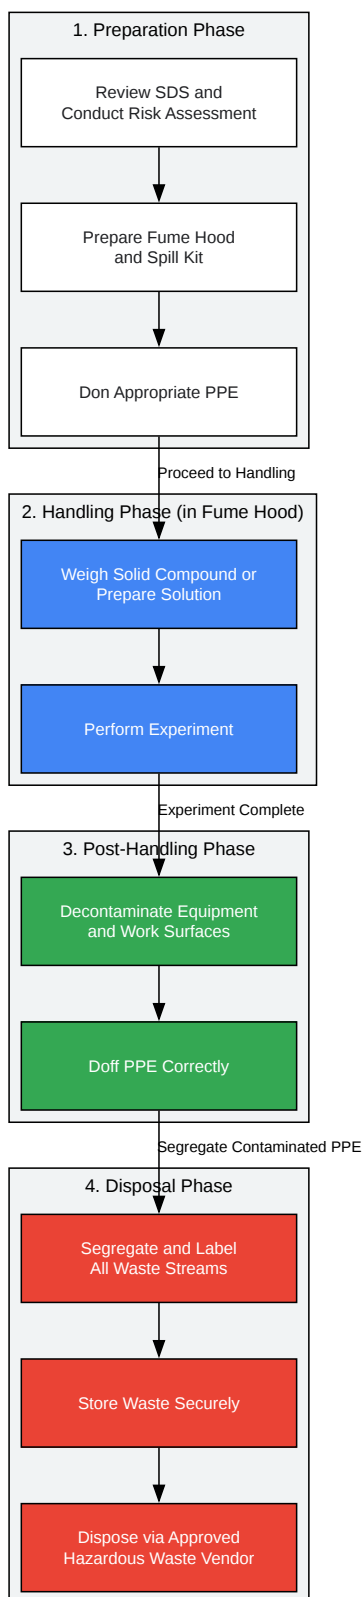 1. Preparation Phase
Review SDS and
Conduct Risk Assessment
Prepare Fume Hood
and Spill Kit
Don Appropriate PPE
Proceed to Handling
2. Handling Phase (in Fume Hood)
Weigh Solid Compound or
Prepare Solution
Perform Experiment
Experiment Complete
3. Post-Handling Phase
Decontaminate Equipment
and Work Surfaces
Doff PPE Correctly
Segregate Contaminated PPE
4. Disposal Phase
Segregate and Label
All Waste Streams
Store Waste Securely
Dispose via Approved
Hazardous Waste Vendor